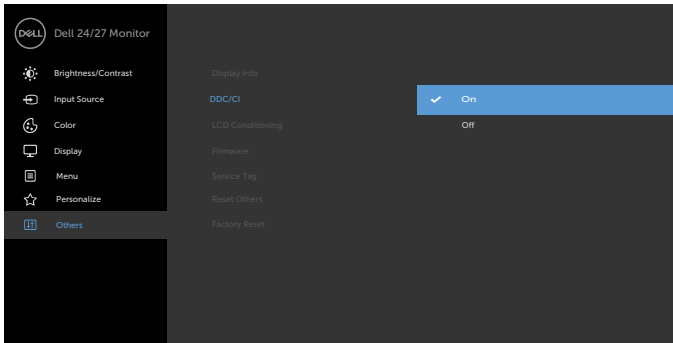 DELL Dell 24/27 Monitor
Brightness/Contrast
Input Source
Color
Display
Menu
Personalize
Others
Display Info
DDC/CI
LCD Conditioning
Firmware
Service Tag
Reset Others
Factory Reset
On
Off